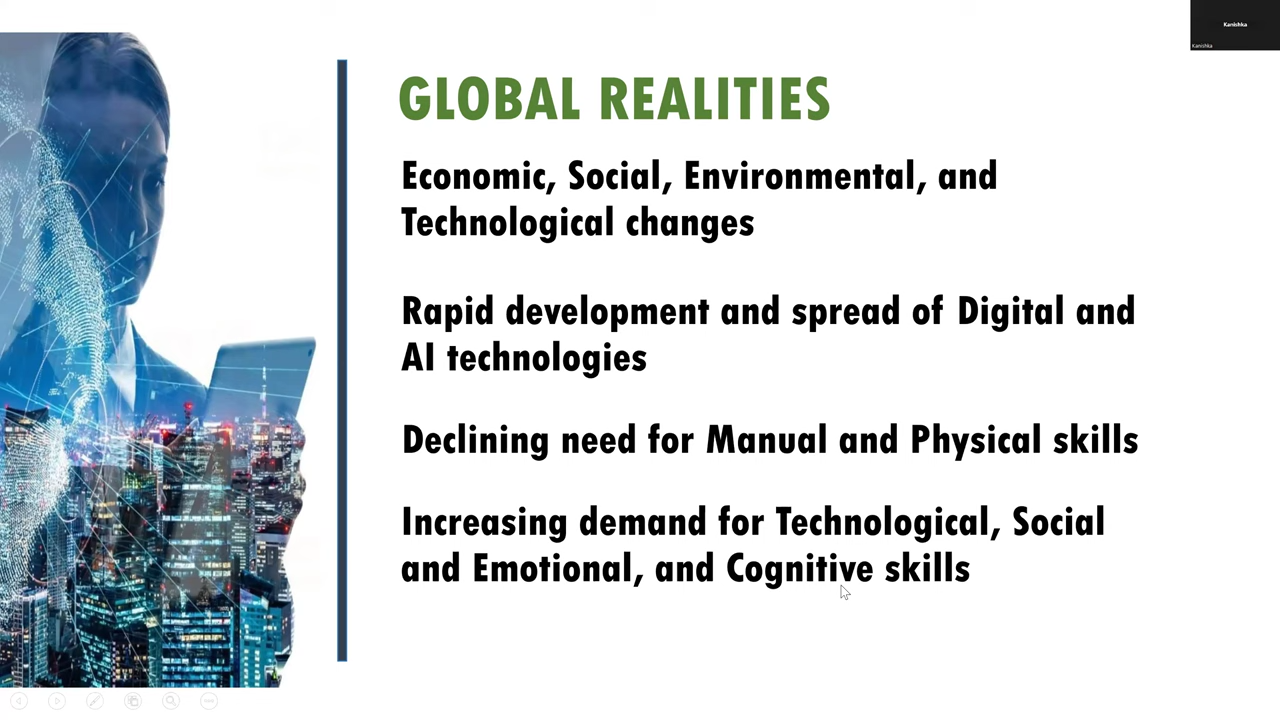 Kanishka
Kanishka
GLOBAL REALITIES
Economic, Social, Environmental, and
Technological changes
Rapid development and spread of Digital and
AI technologies
Declining need for Manual and Physical skills
Increasing demand for Technological, Social
and Emotional, and Cognitive skills